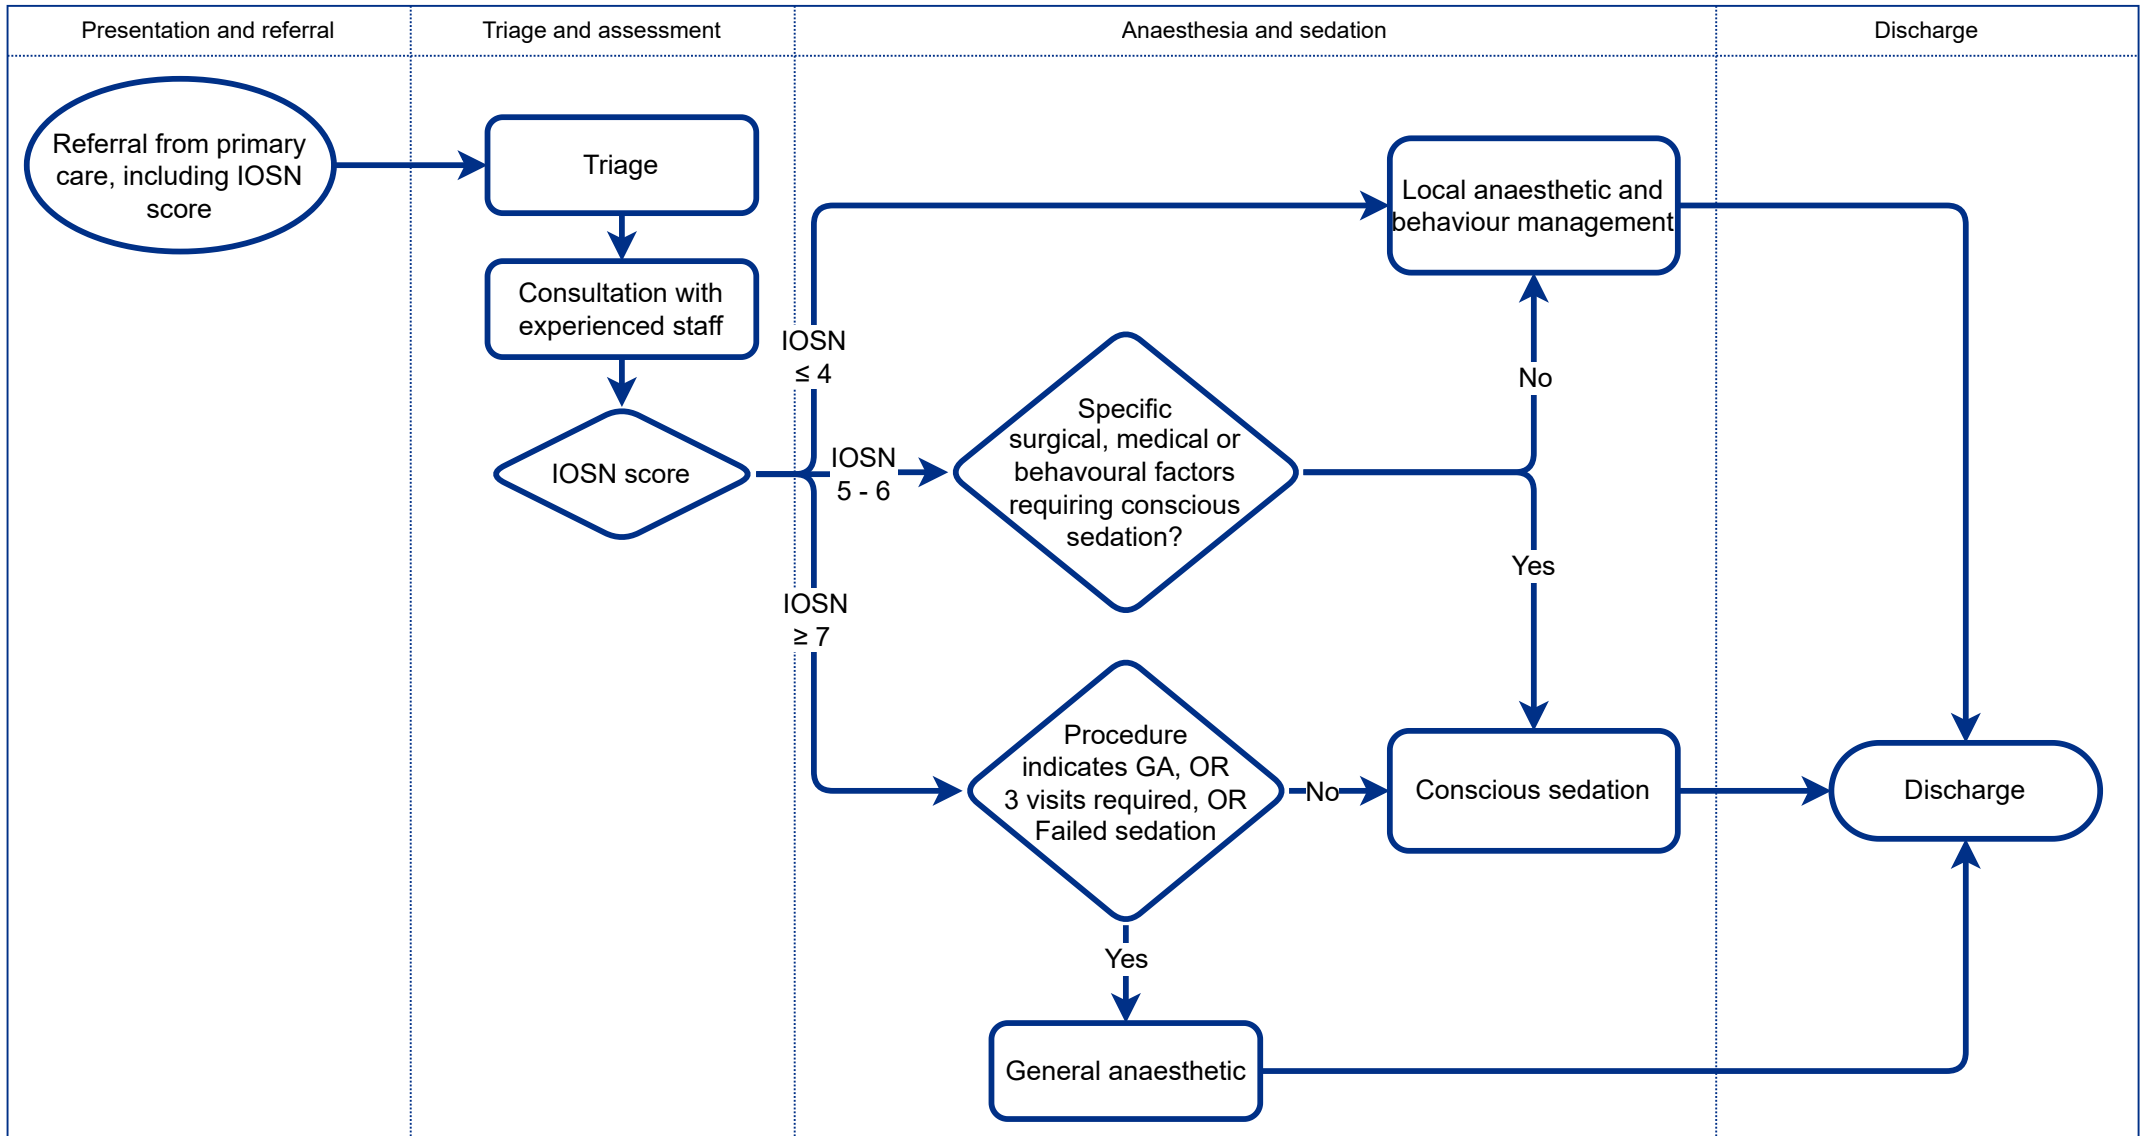 Presentation and referral
Triage and assessment
Anaesthesia and sedation
Discharge
Referral from primary
care, including IOSN
score
Triage
Consultation with
experienced staff
IOSN score
IOSN
≤ 4
IOSN
5 - 6
IOSN
≥ 7
Specific
surgical, medical or
behavoural factors
requiring conscious
sedation?
No
Yes
Local anaesthetic and
behaviour management
Procedure
indicates GA, OR
3 visits required, OR
Failed sedation
No
Yes
Conscious sedation
General anaesthetic
Discharge